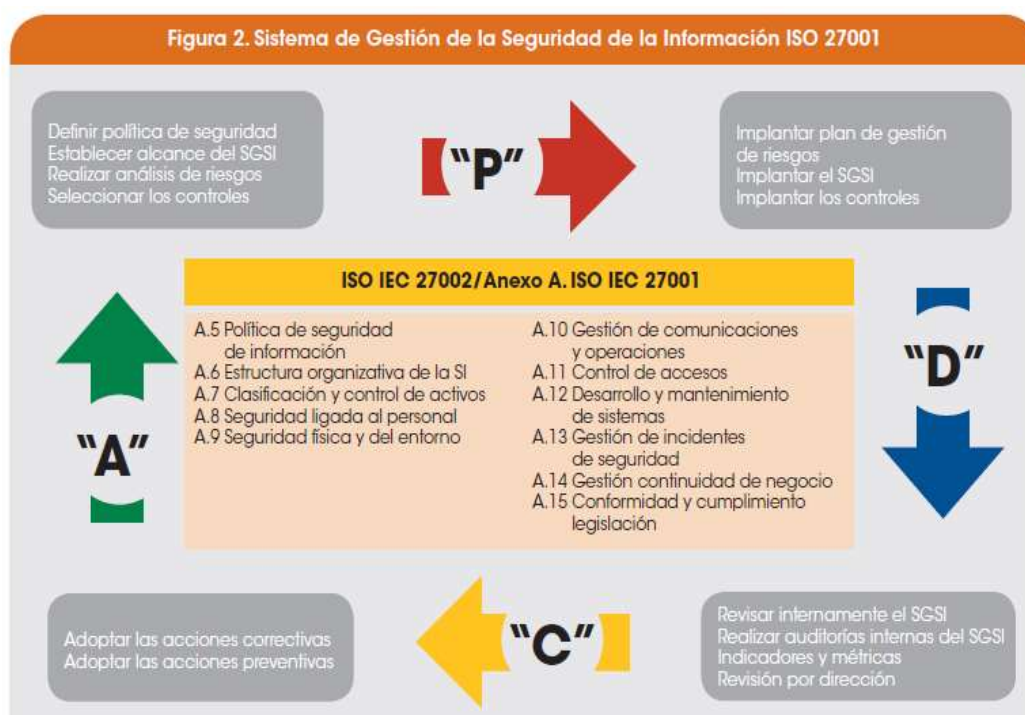 Figura 2. Sistema de Gestión de la Seguridad de la Información ISO 27001
Definir política de seguridad
Establecer alcance del SGSI
Realizar análisis de riesgos
Seleccionar los controles
"P"
Implantar plan de gestión
de riesgos
Implantar el SGSI
Implantar los controles
ISO IEC 27002/Anexo A. ISO IEC 27001
A.5 Política de seguridad
de información
A.6 Estructura organizativa de la SI
A.7 Clasificación y control de activos
A.8 Seguridad ligada al personal
A.9 Seguridad física y del entorno
A.10 Gestión de comunicaciones
y operaciones
A.11 Control de accesos
A.12 Desarrollo y mantenimiento
de sistemas
A.13 Gestión de incidentes
de seguridad
A.14 Gestión continuidad de negocio
A.15 Conformidad y cumplimiento
legislación
"D"
"A"
Adoptar las acciones correctivas
Adoptar las acciones preventivas
"C"
Revisar internamente el SGSI
Realizar auditorías internas del SGSI
Indicadores y métricas
Revisión por dirección